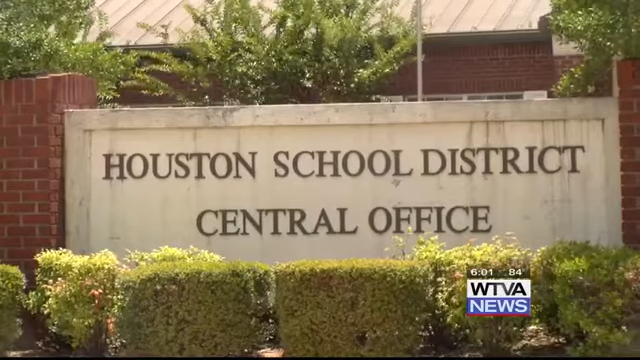 HOUSTON SCHOOL DISTRICT
CENTRAL OFFICE
6:01 84
WTVA
NEWS